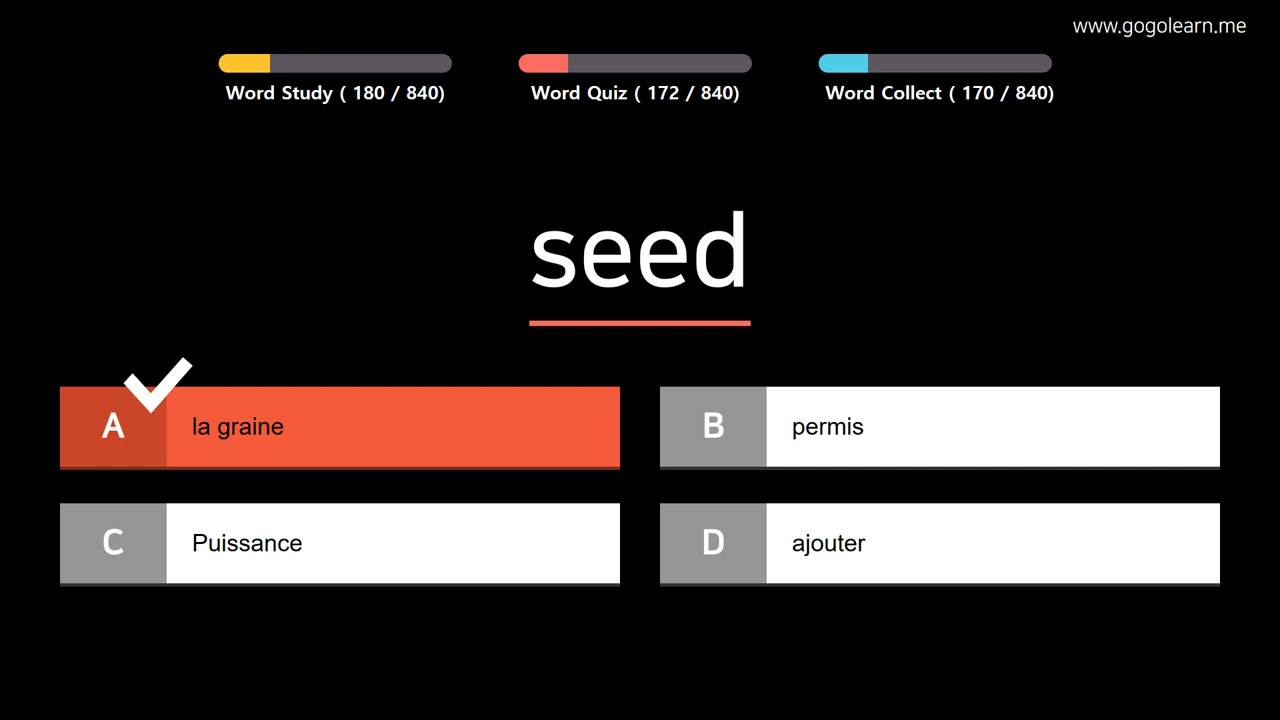 www.gogolearn.me
Word Study ( 180 / 840)
Word Quiz ( 172 / 840)
Word Collect ( 170 / 840)
seed
A
la graine
B
permis
C
Puissance
D
ajouter